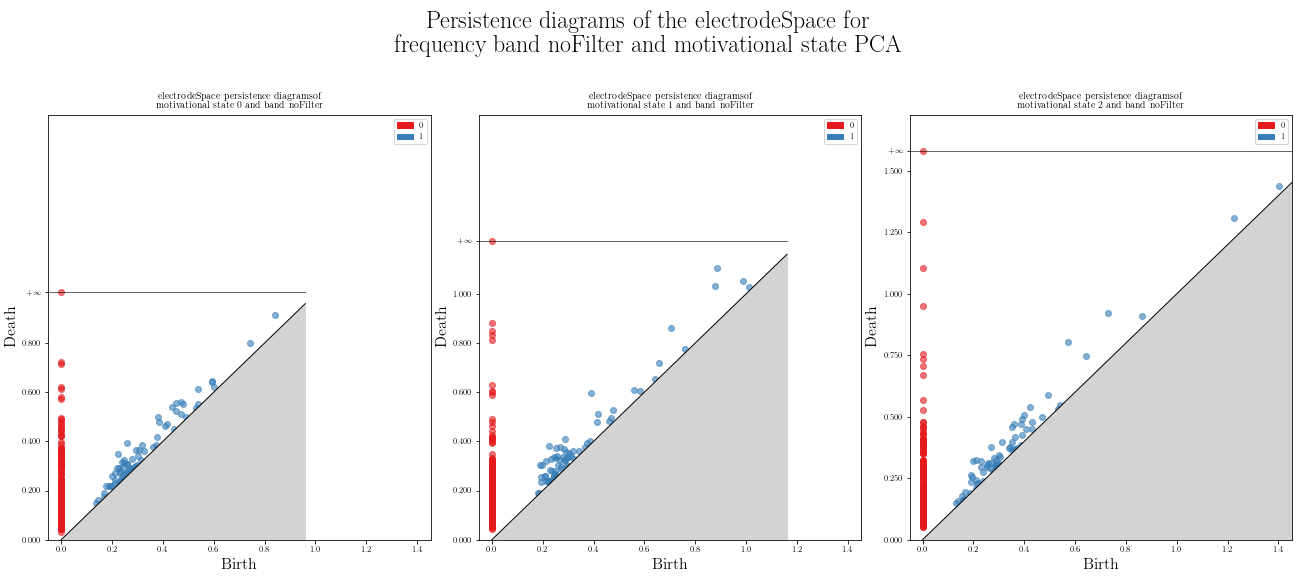 Persistence diagrams of the electrodeSpace for
frequency band noFilter and motivational state PCA
electrodeSpace persistence diagramsof
motivational state 0 and band noFilter
0
1
+∞
0.800
0.600
0.400
0.200
0.000
Death
0.0 0.2 0.4 0.6 0.8 1.0 1.2 1.4
Birth
electrodeSpace persistence diagramsof
motivational state 1 and band noFilter
0
1
+∞
1.000
0.800
0.600
0.400
0.200
0.000
Death
0.0 0.2 0.4 0.6 0.8 1.0 1.2 1.4
Birth
electrodeSpace persistence diagramsof
motivational state 2 and band noFilter
0
1
+∞
1.500
1.250
1.000
0.750
0.500
0.250
0.000
Death
0.0 0.2 0.4 0.6 0.8 1.0 1.2 1.4
Birth